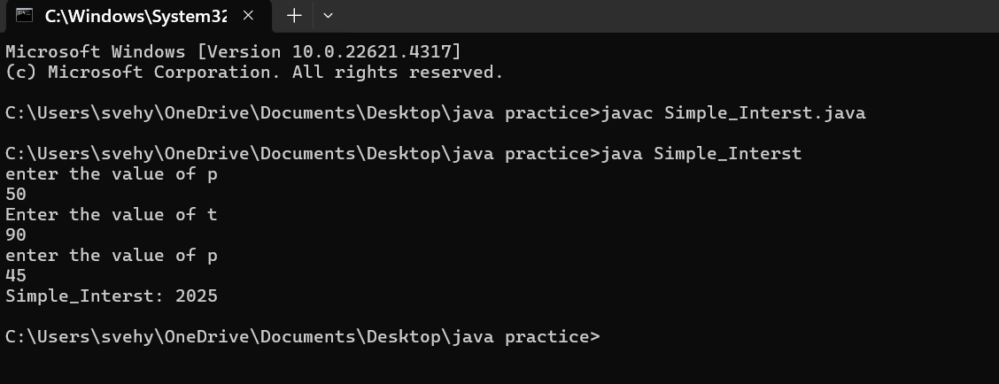 C:\Windows\System32
Microsoft Windows [Version 10.0.22621.4317]
(c) Microsoft Corporation. All rights reserved.
C:\Users\svehy\OneDrive\Documents\Desktop\java practice>javac Simple_Interst.java
C:\Users\svehy\OneDrive\Documents\Desktop\java practice>java Simple_Interst
enter the value of p
50
Enter the value of t
90
enter the value of p
45
Simple_Interst: 2025
C:\Users\svehy\OneDrive\Documents\Desktop\java practice>